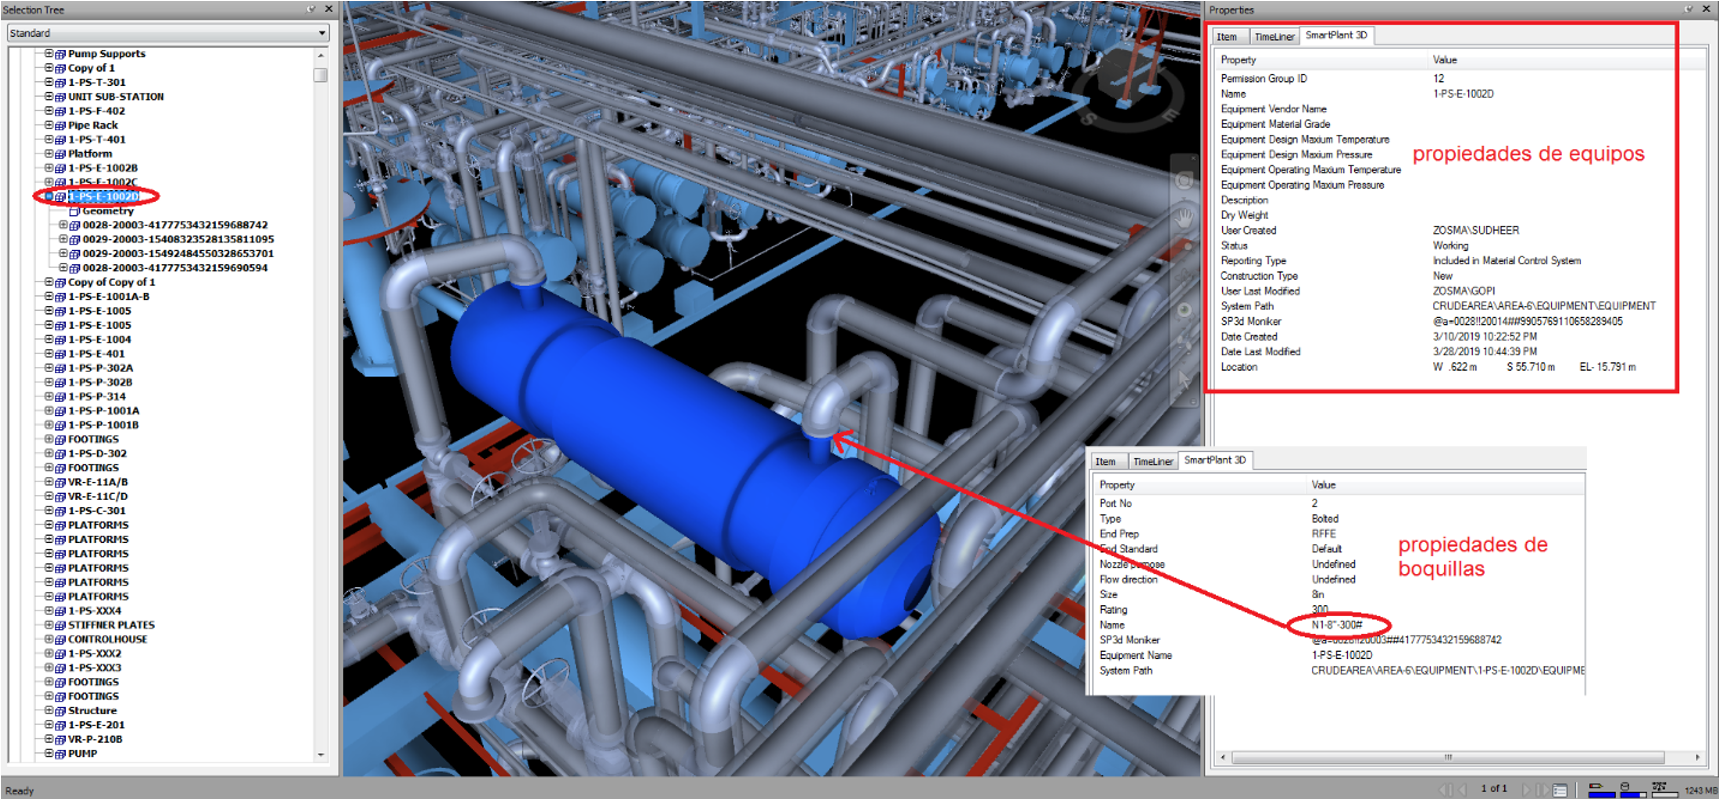 Selection Tree
Standard
Pump Supports
Copy of 1
1-PS-T-301
UNIT SUB-STATION
1-PS-F-402
Pipe Rack
1-PS-T-401
Platform
1-PS-E-1002B
1-PS-E-1002C
1-PS-E-1002D
Geometry
0028-20003-4177753432159688742
0029-20003-15408323528135811095
0029-20003-15492484550328653701
0028-20003-4177753432159690594
Copy of Copy of 1
1-PS-E-1001A-B
1-PS-E-1005
1-PS-E-1005
1-PS-E-1004
1-PS-E-401
1-PS-P-302A
1-PS-P-302B
1-PS-P-314
1-PS-P-1001A
1-PS-P-1001B
FOOTINGS
1-PS-D-302
FOOTINGS
VR-E-11A/B
VR-E-11C/D
1-PS-C-301
PLATFORMS
PLATFORMS
PLATFORMS
PLATFORMS
PLATFORMS
PLATFORMS
1-PS-XXX4
STIFFNER PLATES
CONTROLHOUSE
1-PS-XXX2
1-PS-XXX3
FOOTINGS
FOOTINGS
Structure
1-PS-E-201
VR-P-210B
PUMP
S E
Properties
Item TimeLiner SmartPlant 3D
Property Value
Permission Group ID 12
Name 1-PS-E-1002D
Equipment Vendor Name
Equipment Material Grade
Equipment Design Maxium Temperature
Equipment Design Maxium Pressure
Equipment Operating Maxium Temperature
Equipment Operating Maxium Pressure
propiedades de equipos
Description
Dry Weight
User Created ZOSMA\SUDHEER
Status Working
Reporting Type Included in Material Control System
Construction Type New
User Last Modified ZOSMA\GOPI
System Path CRUDEAREA\AREA-6\EQUIPMENT\EQUIPMENT
SP3d Moniker @a=0028!!20014##9905769110658289405
Date Created 3/10/2019 10:22:52 PM
Date Last Modified 3/28/2019 10:44:39 PM
Location W .622 m S 55.710 m EL- 15.791 m
Item TimeLiner SmartPlant 3D
Property Value
Port No 2
Type Bolted
End Prep RFFE
End Standard Default
Nozzle purpose Undefined
Flow direction Undefined
Size 8in
Rating 300
Name N1-8"-300#
SP3d Moniker @a=0028!!20003##4177753432159688742
Equipment Name 1-PS-E-1002D
System Path CRUDEAREA\AREA-6\EQUIPMENT\1-PS-E-1002D\EQUIPME
propiedades de
boquillas
Ready
1 of 1
1243 MB